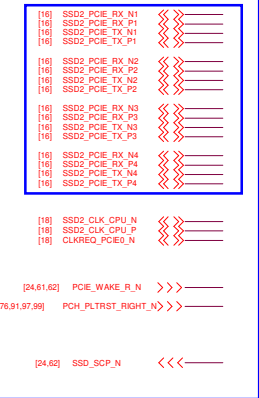 [16] SSD2_PCIE_RX_N1
[16] SSD2_PCIE_RX_P1
[16] SSD2_PCIE_TX_N1
[16] SSD2_PCIE_TX_P1
[16] SSD2_PCIE_RX_N2
[16] SSD2_PCIE_RX_P2
[16] SSD2_PCIE_TX_N2
[16] SSD2_PCIE_TX_P2
[16] SSD2_PCIE_RX_N3
[16] SSD2_PCIE_RX_P3
[16] SSD2_PCIE_TX_N3
[16] SSD2_PCIE_TX_P3
[16] SSD2_PCIE_RX_N4
[16] SSD2_PCIE_RX_P4
[16] SSD2_PCIE_TX_N4
[16] SSD2_PCIE_TX_P4
[18] SSD2_CLK_CPU_N
[18] SSD2_CLK_CPU_P
[18] CLKREQ_PCIE0_N
[24,61,62] PCIE_WAKE_R_N
76,91,97,99] PCH_PLTRST_RIGHT_N
[24,62] SSD_SCP_N